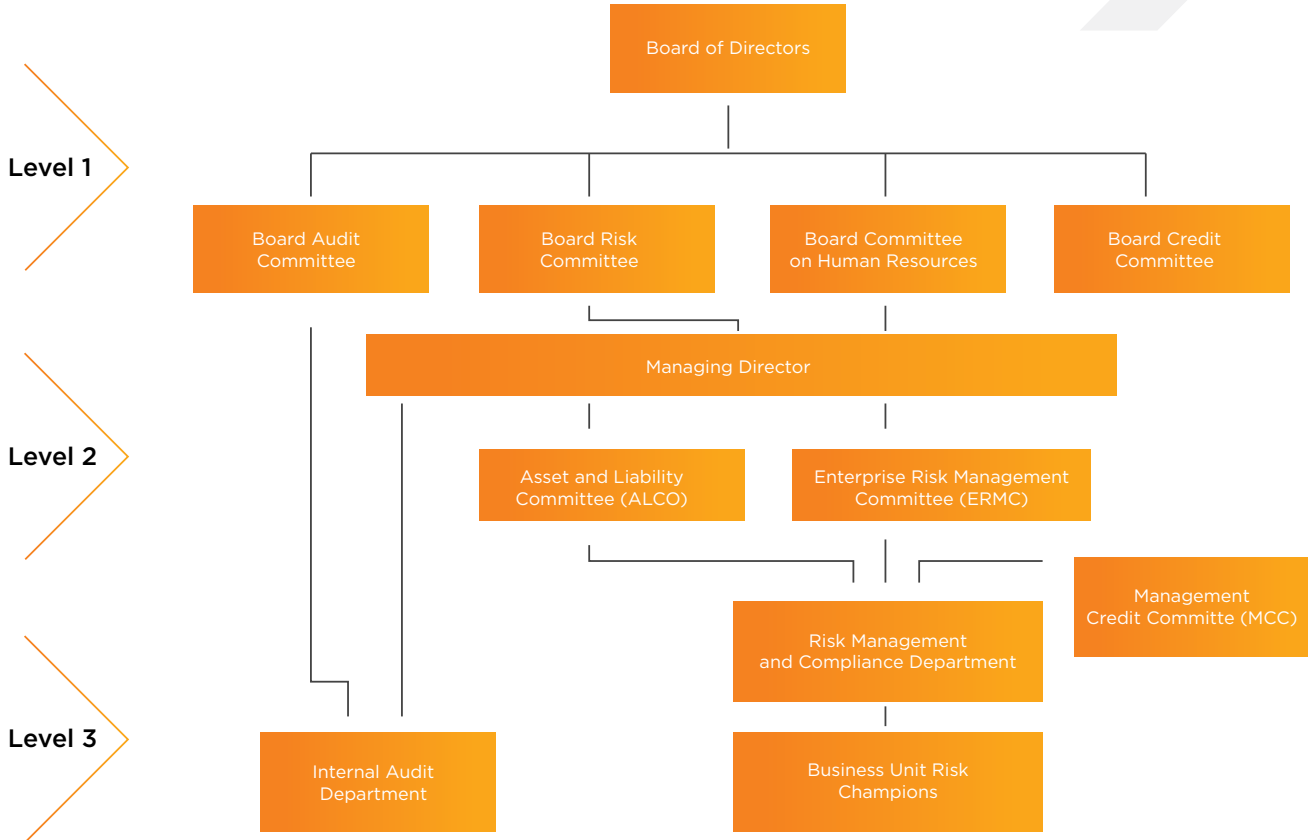 Board of Directors
Level 1
Board Audit
Committee
Board Risk
Committee
Board Committee
on Human Resources
Board Credit
Committee
Managing Director
Level 2
Asset and Liability
Committee (ALCO)
Enterprise Risk Management
Committee (ERMC)
Management
Credit Committe (MCC)
Risk Management
and Compliance Department
Level 3
Internal Audit
Department
Business Unit Risk
Champions